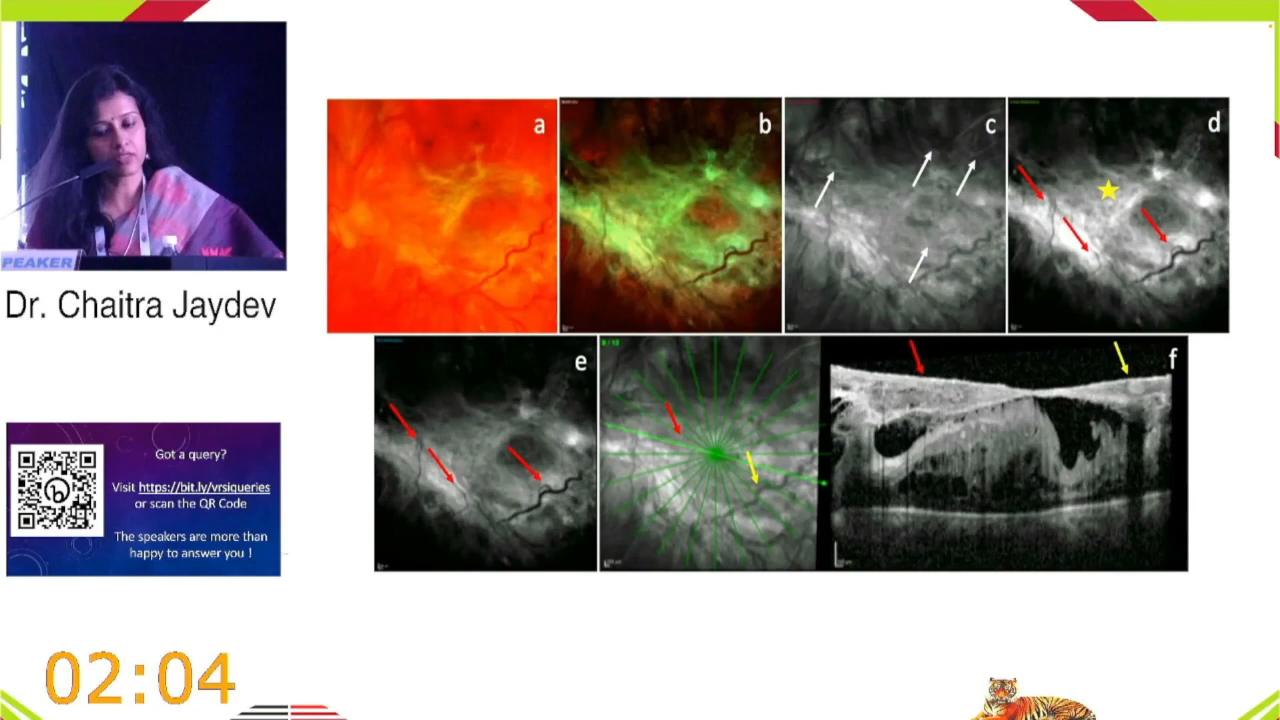 PEAKER
Dr. Chaitra Jaydev
Got a query?
Visit https://bit.ly/vrsiqueries
or scan the QR Code
The speakers are more than
happy to answer you !
02:04
a
b
c
d
e
f